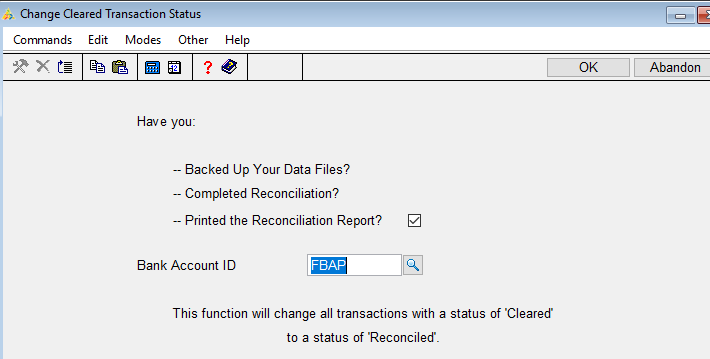 Change Cleared Transaction Status
Commands Edit Modes Other Help
OK Abandon
Have you:
-- Backed Up Your Data Files?
-- Completed Reconciliation?
-- Printed the Reconciliation Report?
Bank Account ID FBAP
This function will change all transactions with a status of 'Cleared'
to a status of 'Reconciled'.